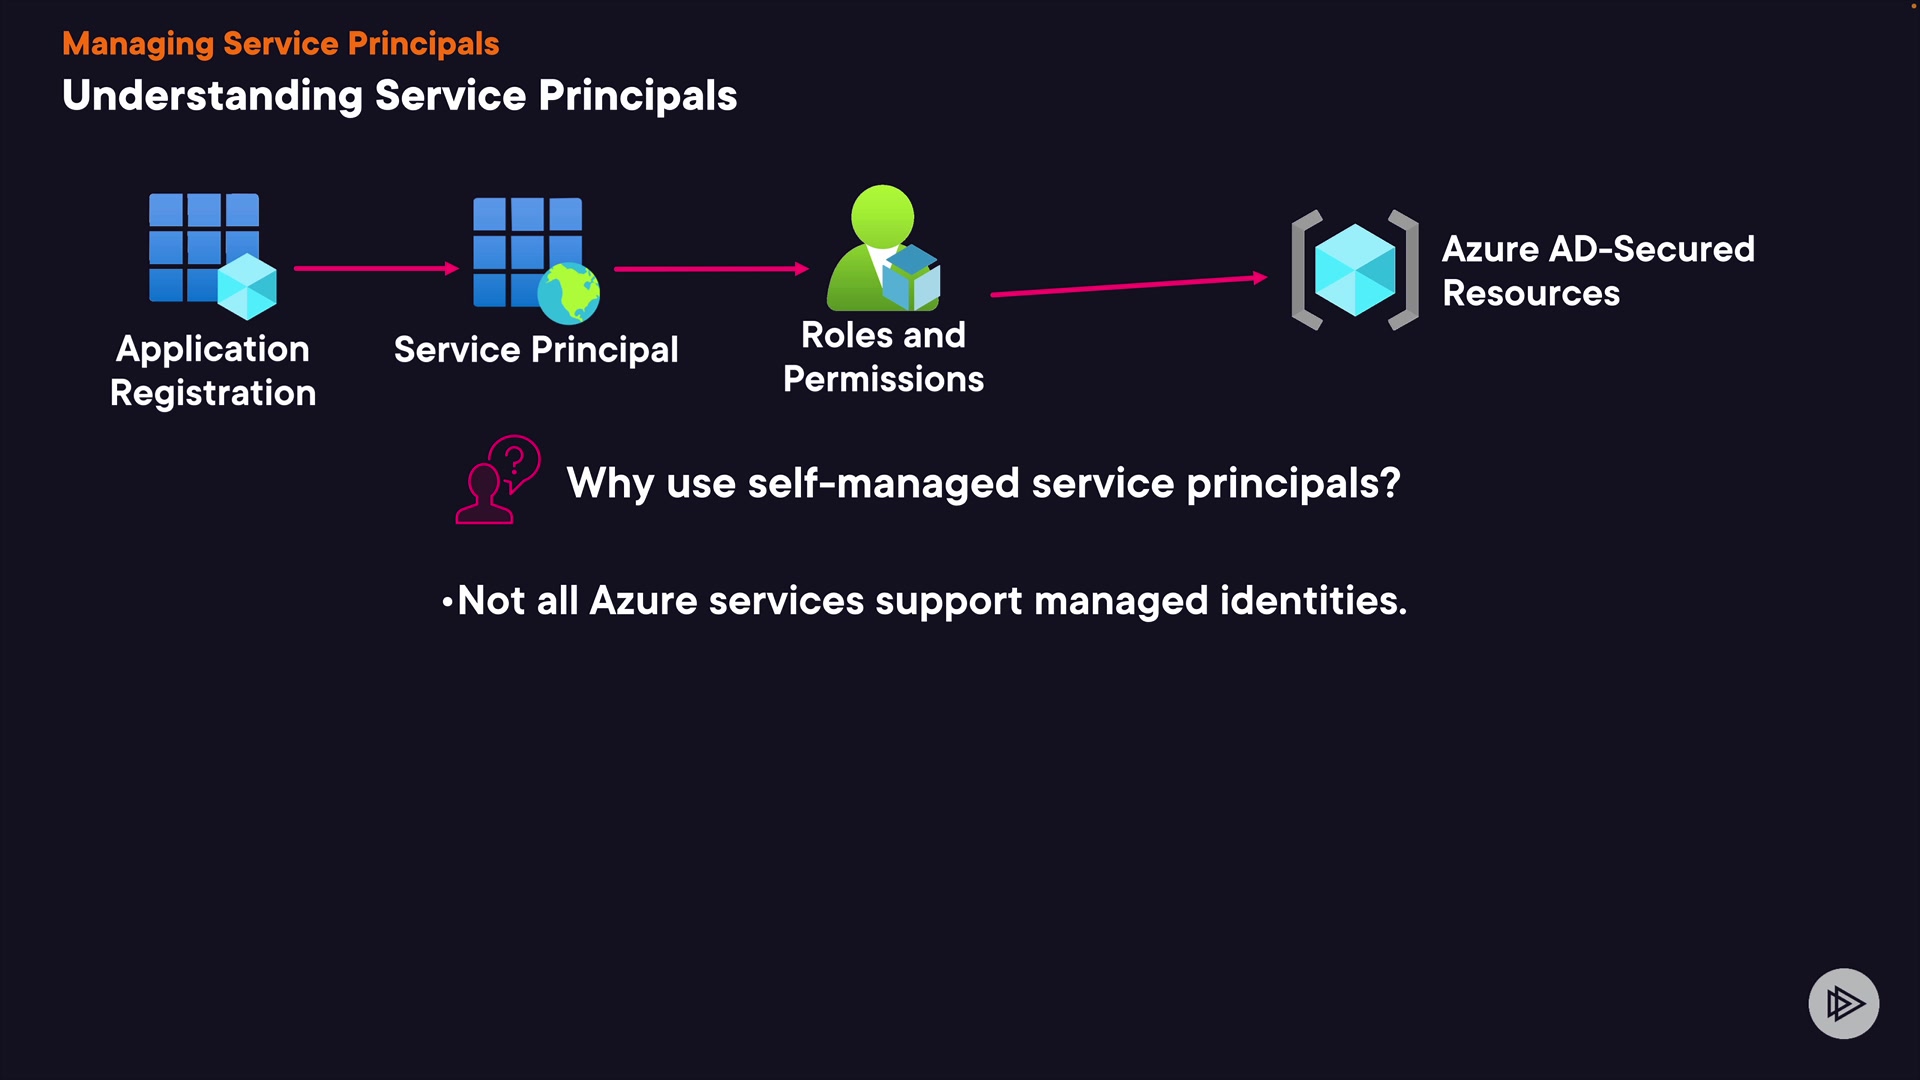 Managing Service Principals
Understanding Service Principals
Application
Registration
Service Principal
Roles and
Permissions
Azure AD-Secured
Resources
?
Why use self-managed service principals?
•Not all Azure services support managed identities.